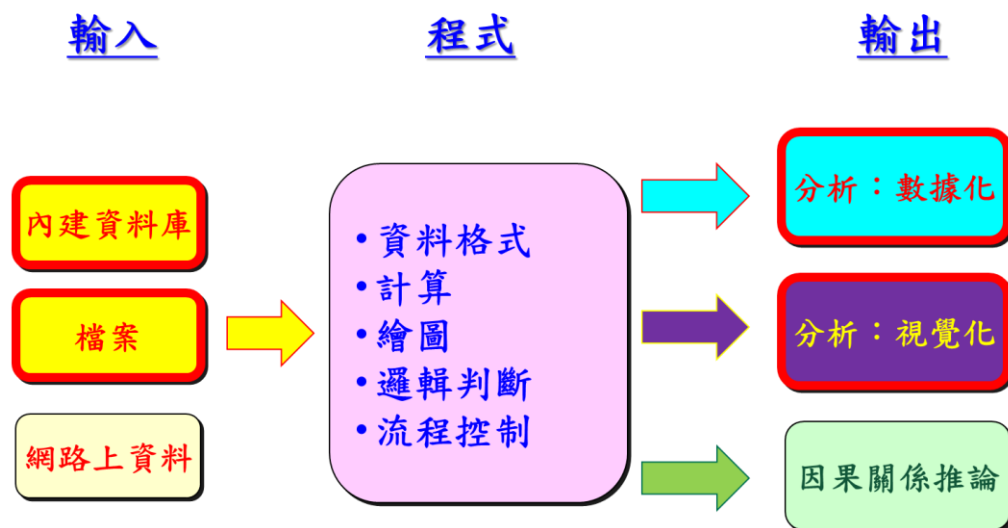 輸入
程式
輸出
內建資料庫
檔案
網路上資料
•資料格式
•計算
•繪圖
•邏輯判斷
•流程控制
分析：數據化
分析：視覺化
因果關係推論